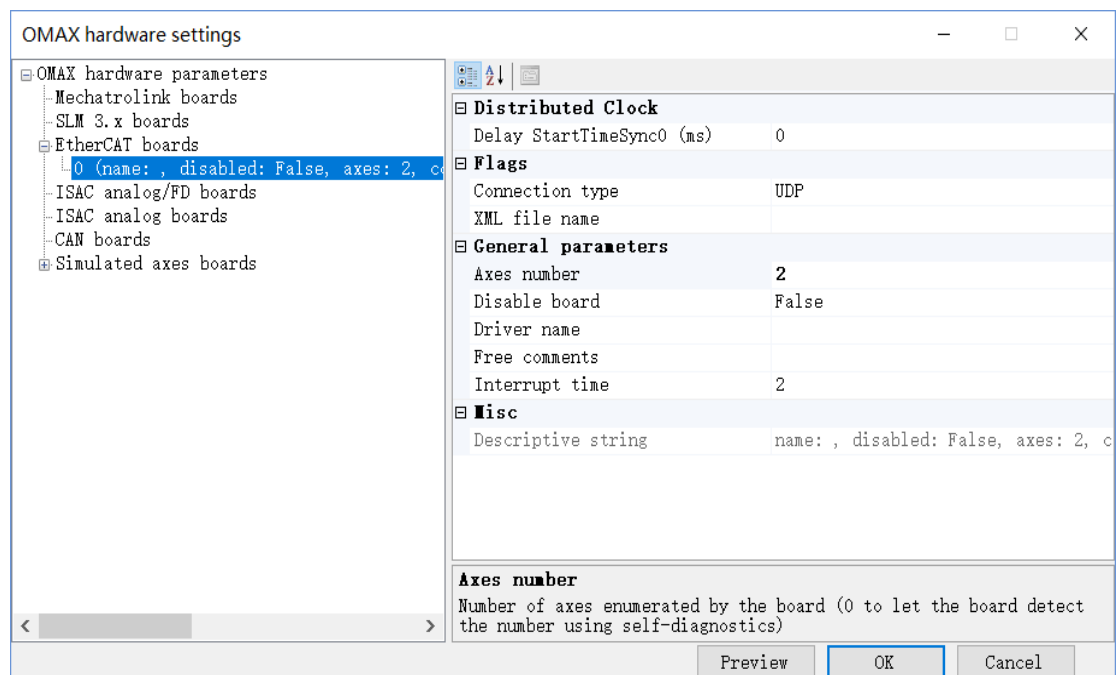 OMAX hardware settings
OMAX hardware parameters
Mechatrolink boards
SLM 3.x boards
EtherCAT boards
0 (name: , disabled: False, axes: 2, co
ISAC analog/FD boards
ISAC analog boards
CAN boards
Simulated axes boards
Distributed Clock
Delay StartTimeSync0 (ms) 0
Flags
Connection type UDP
XML file name
General parameters
Axes number 2
Disable board False
Driver name
Free comments
Interrupt time 2
Misc
Descriptive string name: , disabled: False, axes: 2, c
Axes number
Number of axes enumerated by the board (0 to let the board detect
the number using self-diagnostics)
Preview OK Cancel